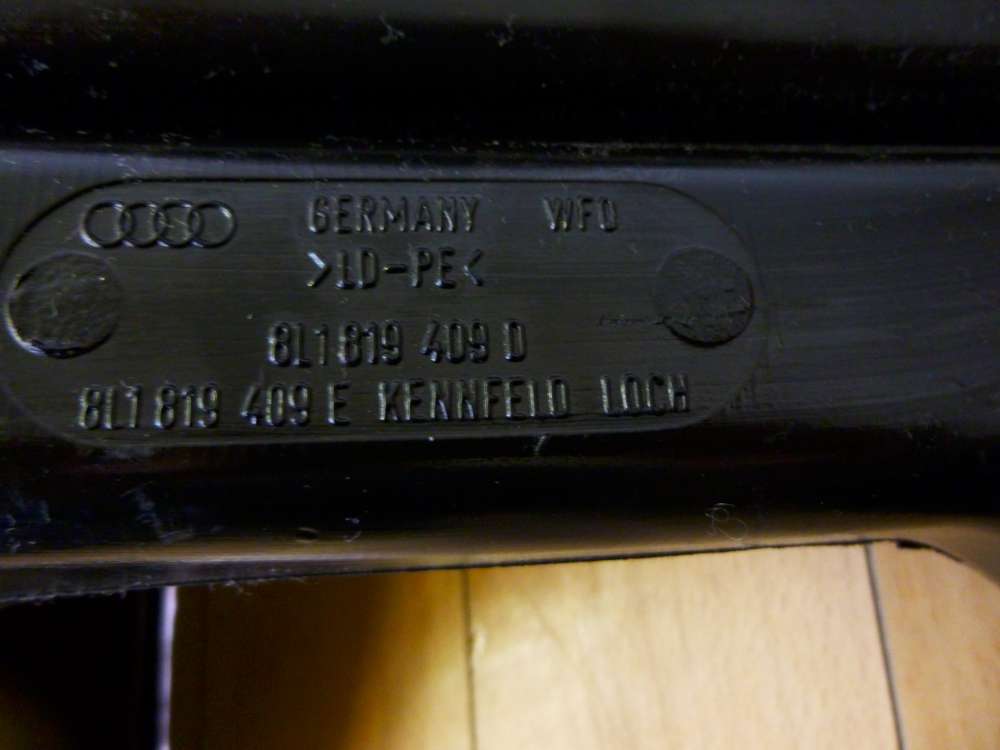 GERMANY WFO
>LD-PE<
8L1 819 409 D
8L1 819 409 E KENNFELD LOCH